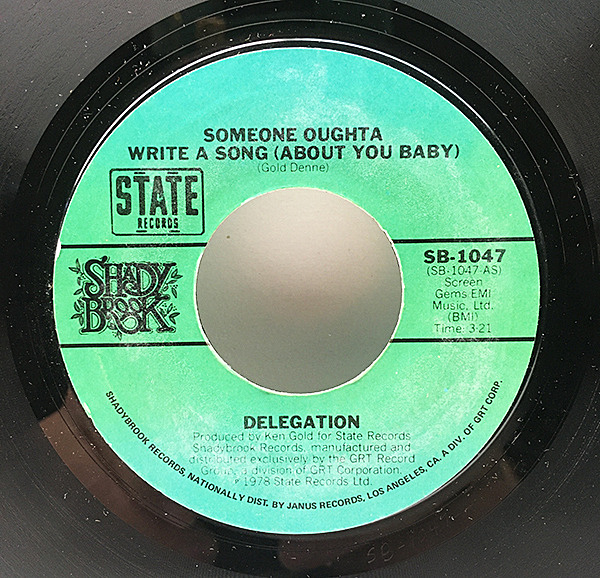 SOMEONE OUGHTA
WRITE A SONG (ABOUT YOU BABY)
(Gold Denne)
STATE
RECORDS
SHADY
BROOK
SB-1047
(SB-1047-AS)
Screen
Gems EMI
Music, Ltd.
(BMI)
Time: 3:21
DELEGATION
Produced by Ken Gold for State Records
Shadybrook Records, manufactured and
distributed exclusively by the GRT Record
Group, a division of GRT Corporation.
℗ 1978 State Records Ltd.
SHADYBROOK RECORDS, NATIONALLY DIST. BY JANUS RECORDS, LOS ANGELES, CA. A DIV. OF GRT CORP.